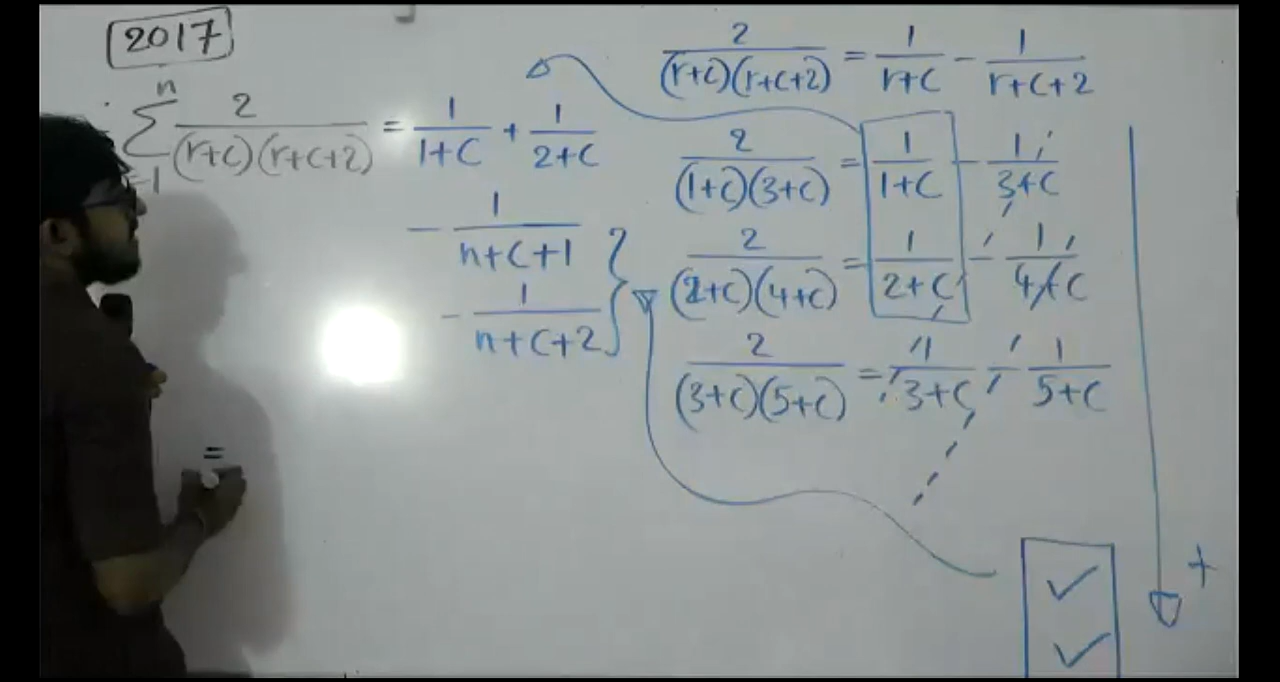 2017
n
∑ 2/((r+c)(r+c+2)) = 1/(1+C) + 1/(2+C)
=1
- 1/(n+C+1)
- 1/(n+C+2) }
=
2/((r+C)(r+C+2)) = 1/(r+C) - 1/(r+C+2)
2/((1+C)(3+C)) = 1/(1+C) - 1/(3+C)
2/((2+C)(4+C)) = 1/(2+C) - 1/(4+C)
2/((3+C)(5+C)) = 1/(3+C) - 1/(5+C)
+
✓
✓